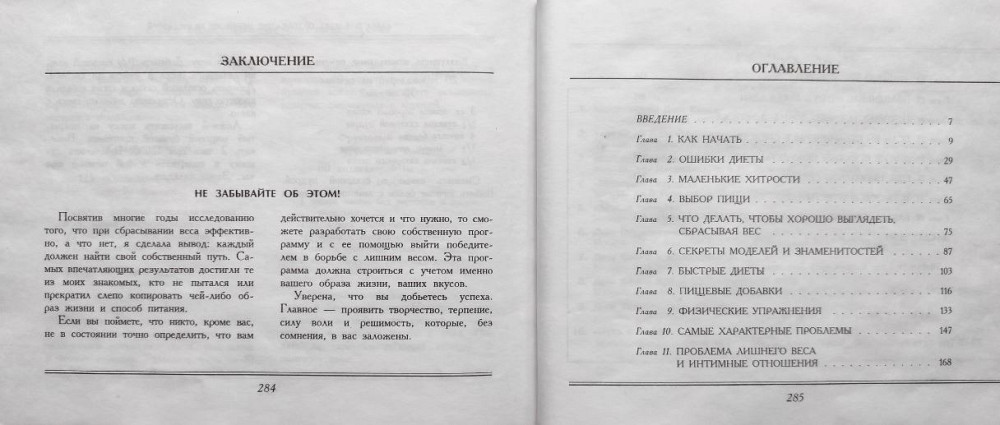 ЗАКЛЮЧЕНИЕ
НЕ ЗАБЫВАЙТЕ ОБ ЭТОМ!
Посвятив многие годы исследованию
того, что при сбрасывании веса эффектив-
но, а что нет, я сделала вывод: каждый
должен найти свой собственный путь. Са-
мых впечатляющих результатов достигли те
из моих знакомых, кто не пытался или
прекратил слепо копировать чей-либо об-
раз жизни и способ питания.
Если вы поймете, что никто, кроме вас,
не в состоянии точно определить, что вам
действительно хочется и что нужно, то смо-
жете разработать свою собственную прог-
рамму и с ее помощью выйти победите-
лем в борьбе с лишним весом. Эта про-
грамма должна строиться с учетом именно
вашего образа жизни, ваших вкусов.
Уверена, что вы добьетесь успеха.
Главное — проявить творчество, терпение,
силу воли и решимость, которые, без
сомнения, в вас заложены.
284
ОГЛАВЛЕНИЕ
ВВЕДЕНИЕ . . . . . . . . . . 7
Глава 1. КАК НАЧАТЬ . . . . . . . . . . 9
Глава 2. ОШИБКИ ДИЕТЫ . . . . . . . . . . 29
Глава 3. МАЛЕНЬКИЕ ХИТРОСТИ . . . . . . . . . . 47
Глава 4. ВЫБОР ПИЩИ . . . . . . . . . . 65
Глава 5. ЧТО ДЕЛАТЬ, ЧТОБЫ ХОРОШО ВЫГЛЯДЕТЬ,
СБРАСЫВАЯ ВЕС . . . . . . . . . . 75
Глава 6. СЕКРЕТЫ МОДЕЛЕЙ И ЗНАМЕНИТОСТЕЙ . . . . . . 87
Глава 7. БЫСТРЫЕ ДИЕТЫ . . . . . . . . . . 103
Глава 8. ПИЩЕВЫЕ ДОБАВКИ . . . . . . . . . . 116
Глава 9. ФИЗИЧЕСКИЕ УПРАЖНЕНИЯ . . . . . . . . . . 133
Глава 10. САМЫЕ ХАРАКТЕРНЫЕ ПРОБЛЕМЫ . . . . . . . . 147
Глава 11. ПРОБЛЕМА ЛИШНЕГО ВЕСА
И ИНТИМНЫЕ ОТНОШЕНИЯ . . . . . . . . . . 168
285